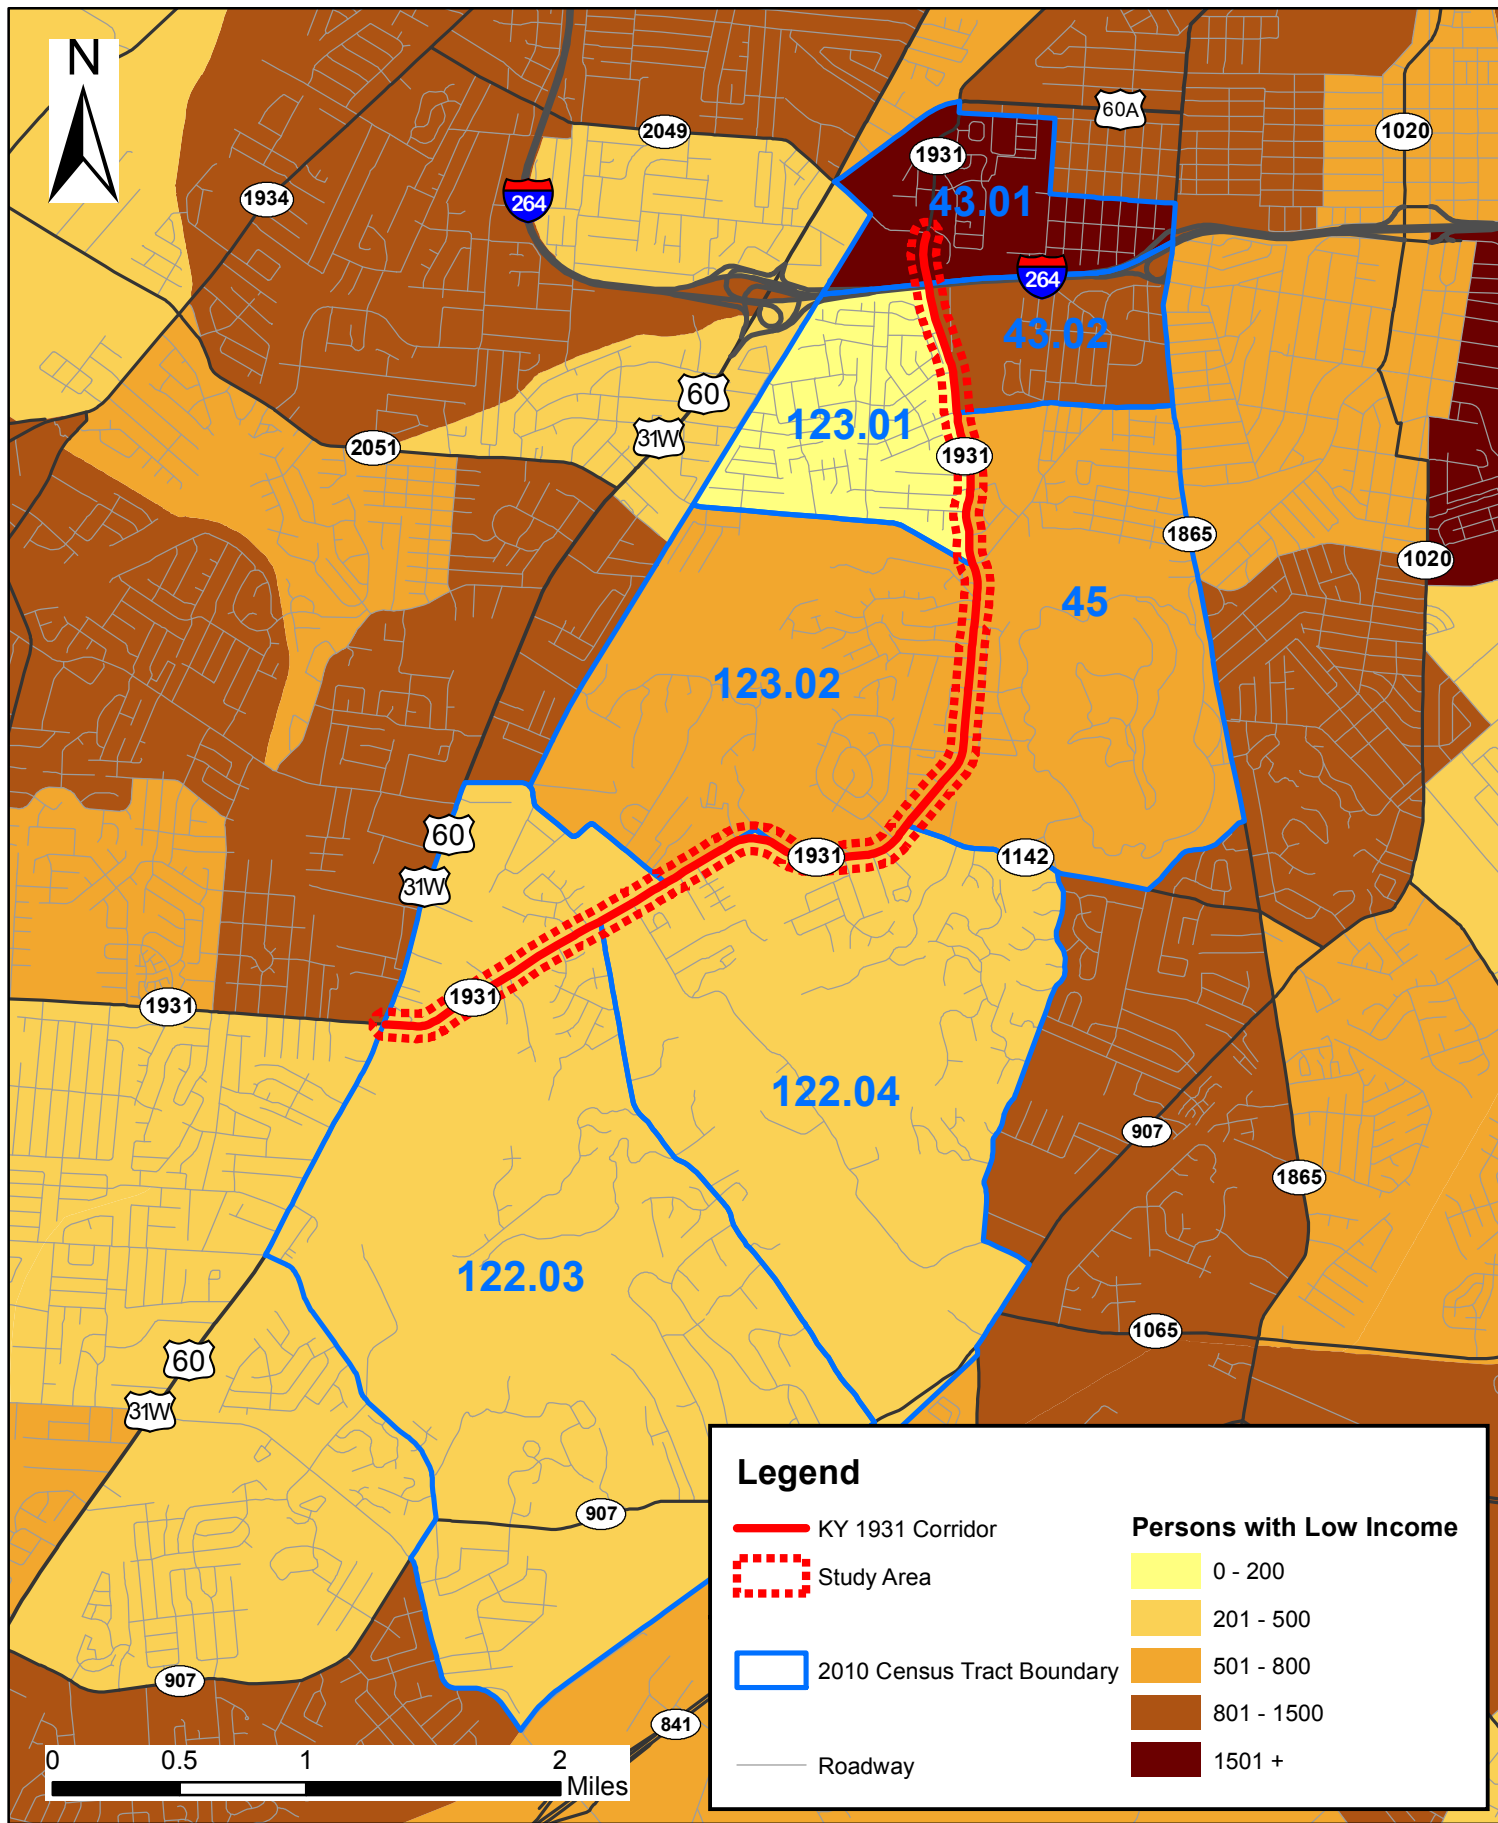 N
60A
2049
1020
1931
1934
264
43.01
264
43.02
60
123.01
31W
2051
1931
1865
1020
45
123.02
60
1931
1142
31W
1931
1931
122.04
907
1865
122.03
1065
60
31W
Legend
907
KY 1931 Corridor
Persons with Low Income
Study Area
0 - 200
201 - 500
2010 Census Tract Boundary
501 - 800
907
801 - 1500
841
0 0.5 1 2
Miles
Roadway
1501 +